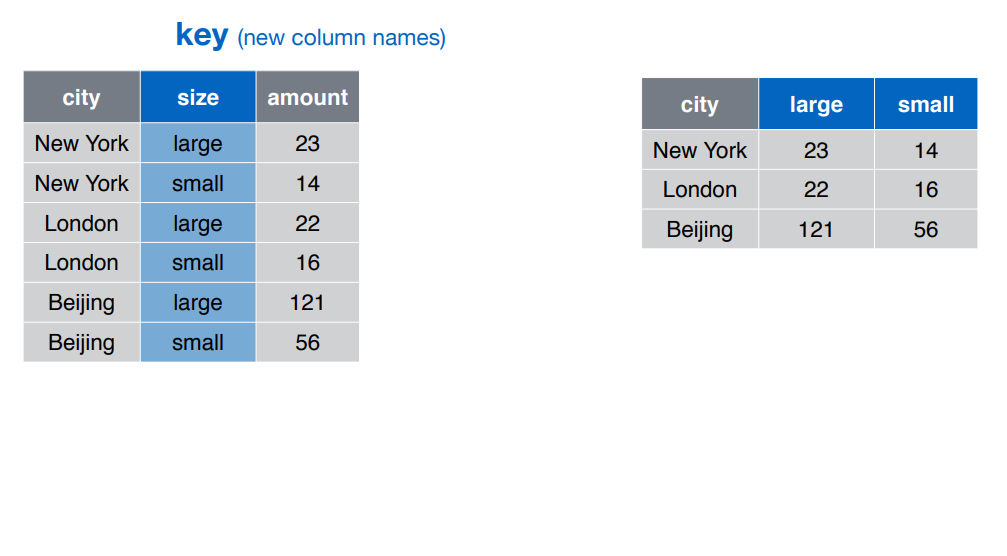 key (new column names)
city size amount
New York large 23
New York small 14
London large 22
London small 16
Beijing large 121
Beijing small 56
city large small
New York 23 14
London 22 16
Beijing 121 56